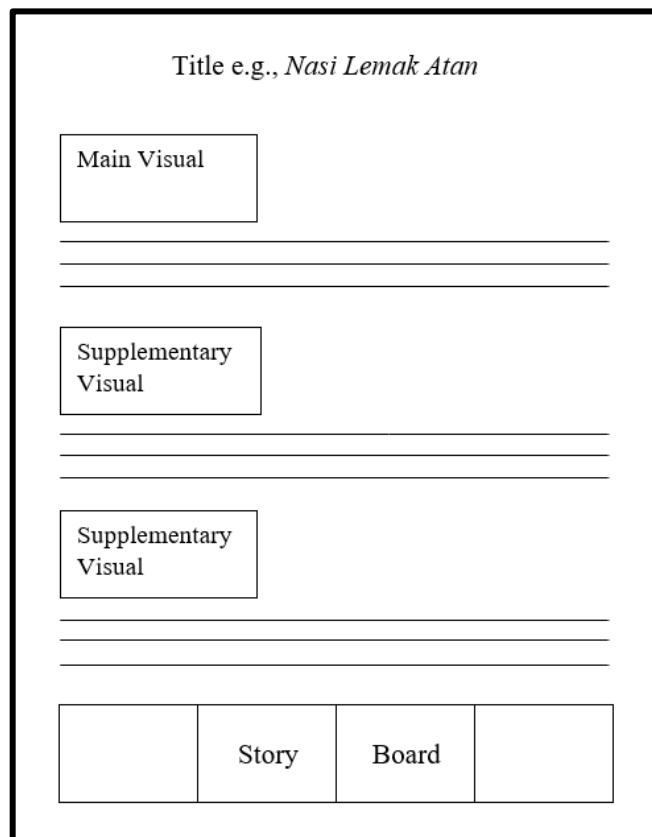 Title e.g., Nasi Lemak Atan
Main Visual
Supplementary
Visual
Supplementary
Visual
Story Board